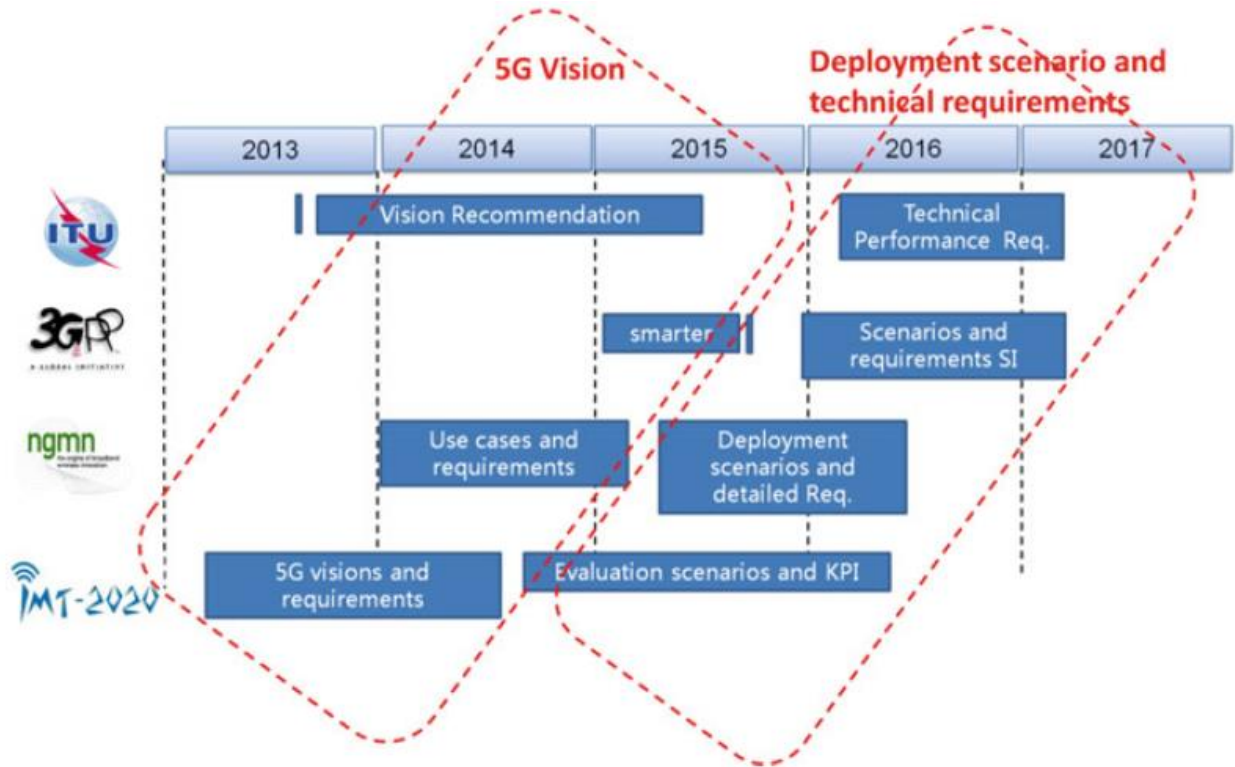 5G Vision
Deployment scenario and
technical requirements
2013
2014
2015
2016
2017
ITU
Vision Recommendation
Technical
Performance Req.
3GPP
A GLOBAL INITIATIVE
smarter
Scenarios and
requirements SI
ngmn
Use cases and
requirements
Deployment
scenarios and
detailed Req.
IMT-2020
5G visions and
requirements
Evaluation scenarios and KPI